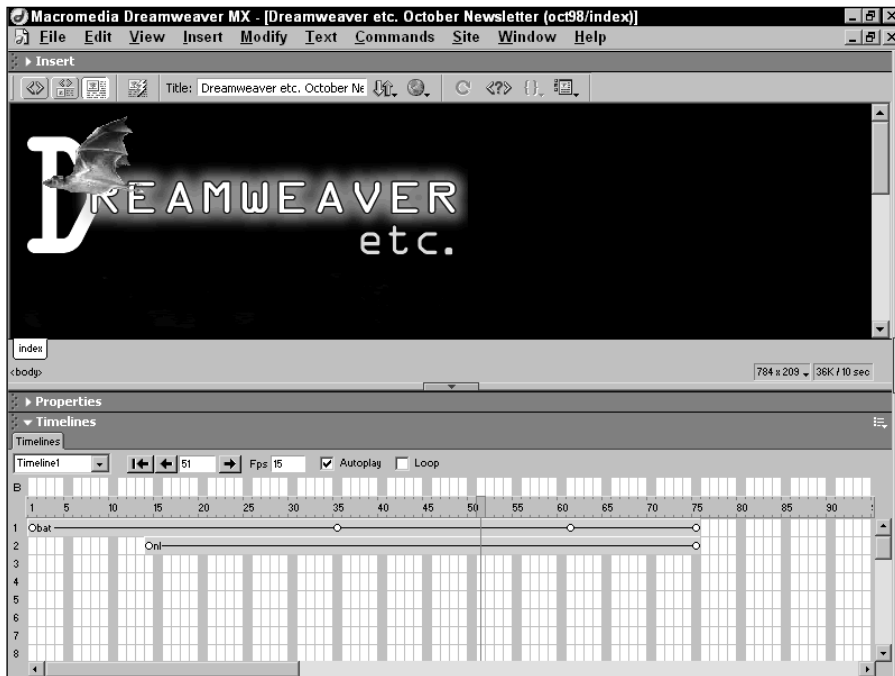 Macromedia Dreamweaver MX - [Dreamweaver etc. October Newsletter (oct98/index)]
File Edit View Insert Modify Text Commands Site Window Help
Insert
Title: Dreamweaver etc. October Ne
DREAMWEAVER
etc.
index
<body> 784 x 209 36K / 10 sec
Properties
Timelines
Timelines
Timeline1 51 Fps 15 Autoplay Loop
B
1 5 10 15 20 25 30 35 40 45 50 55 60 65 70 75 80 85 90
1 bat
2 nl
3
4
5
6
7
8